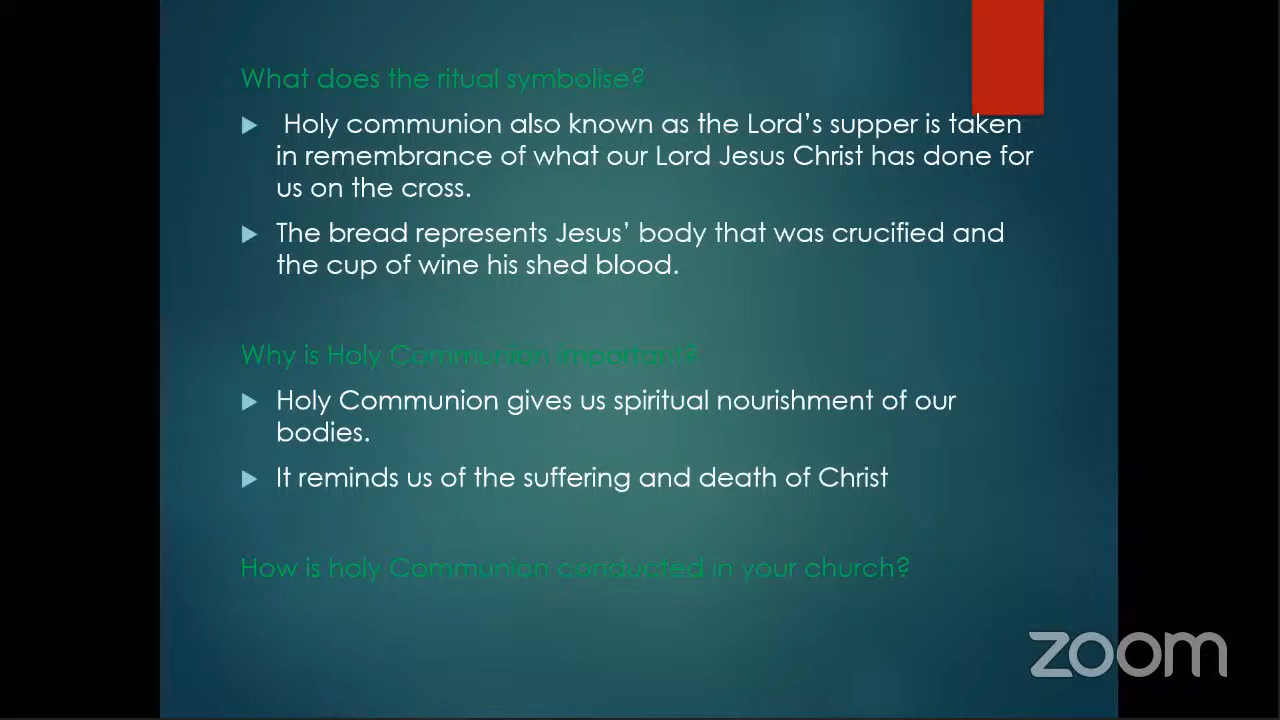 What does the ritual symbolise?
Holy communion also known as the Lord's supper is taken
in remembrance of what our Lord Jesus Christ has done for
us on the cross.
The bread represents Jesus' body that was crucified and
the cup of wine his shed blood.
Why is Holy Communion important?
Holy Communion gives us spiritual nourishment of our
bodies.
It reminds us of the suffering and death of Christ
How is holy Communion conducted in your church?
zoom